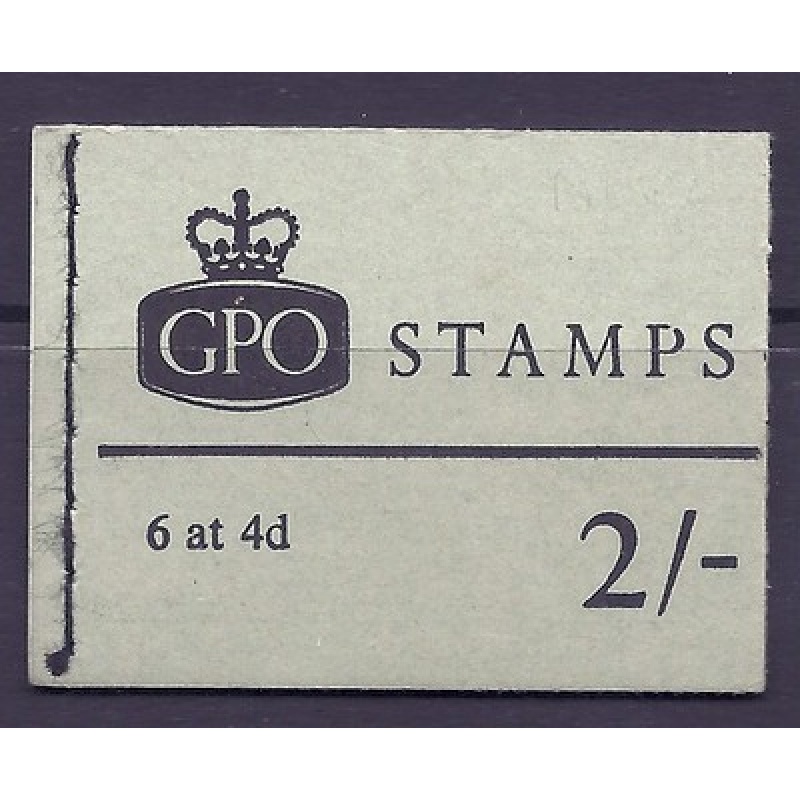 GPO STAMPS
6 at 4d 2/-